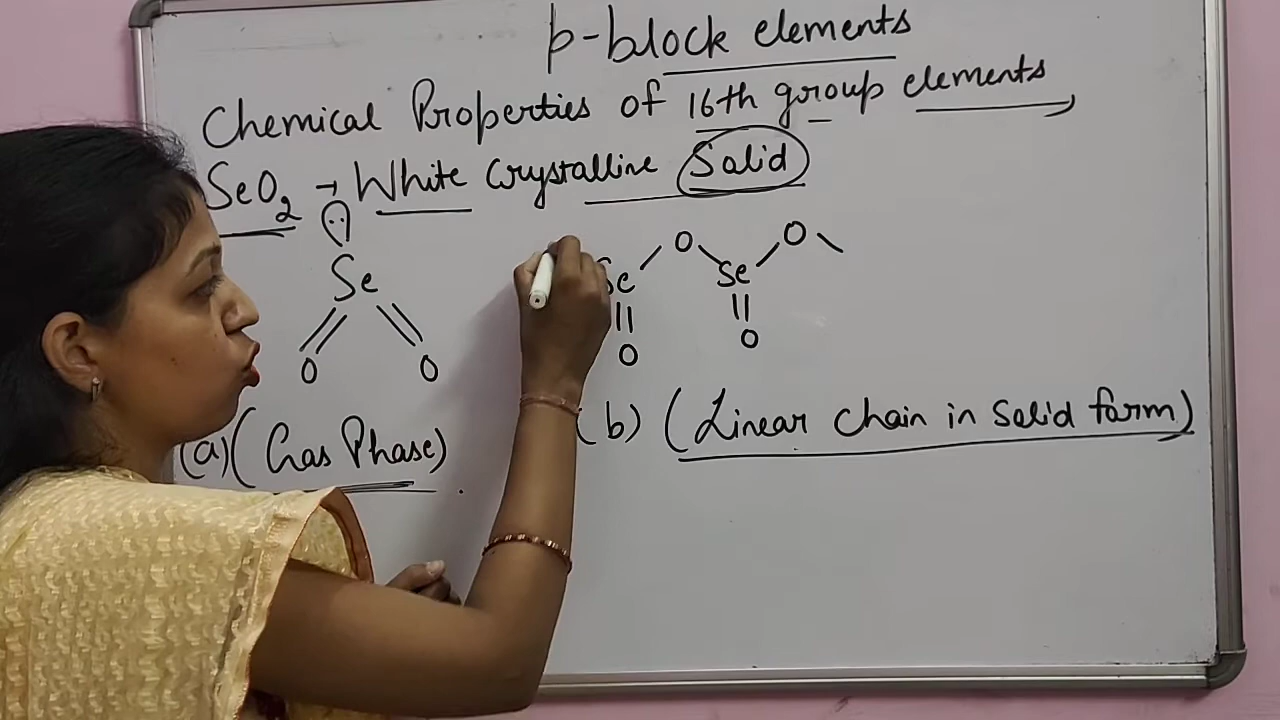 p-block elements
Chemical Properties of 16th group elements
SeO2 → White Crystalline Solid
Se O Se O
Se
O O
O O
(a) (Gas Phase)
(b) (Linear chain in Solid form)